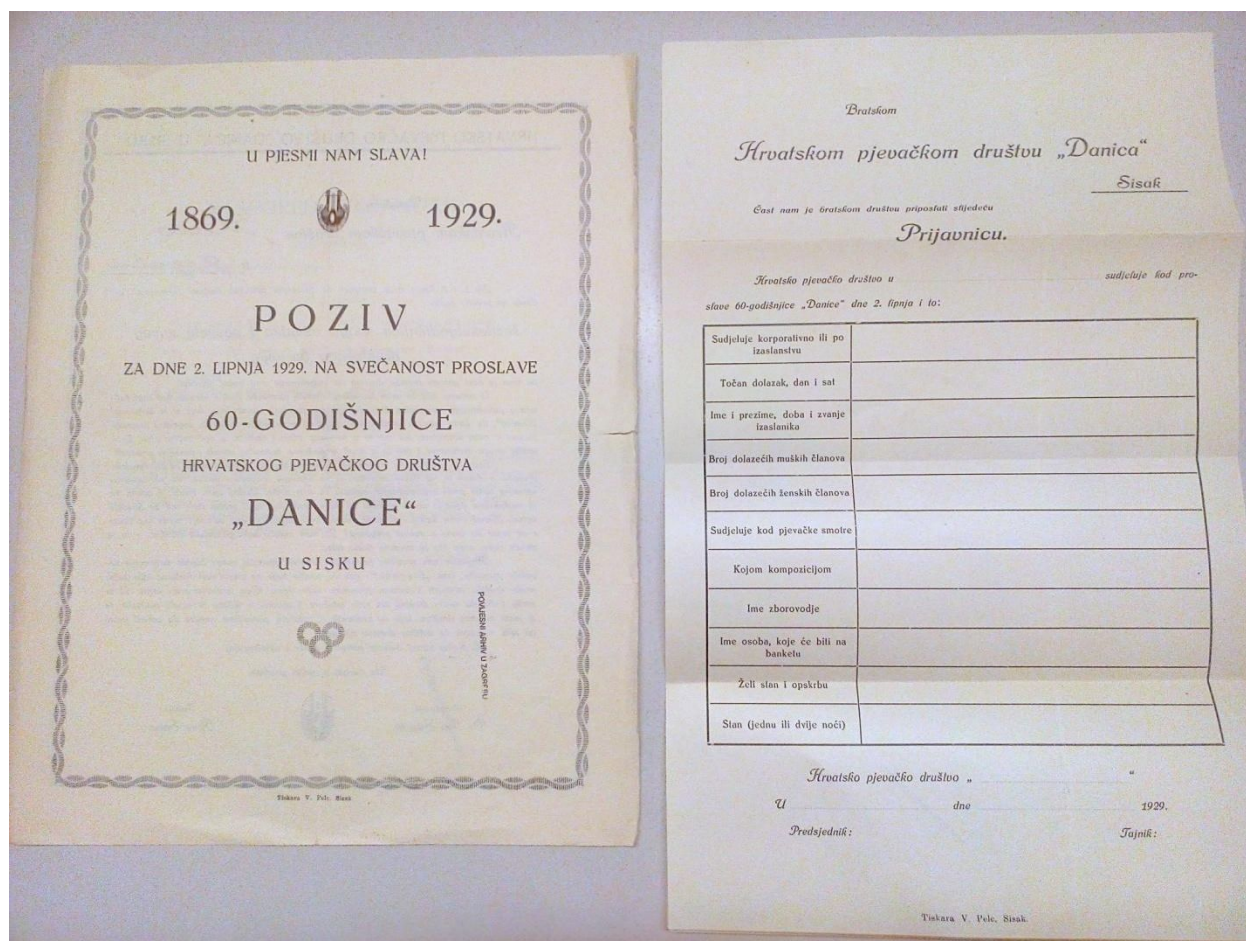 U PJESMI NAM SLAVA!
1869. 1929.
POZIV
ZA DNE 2. LIPNJA 1929. NA SVEČANOST PROSLAVE
60-GODIŠNJICE
HRVATSKOG PJEVAČKOG DRUŠTVA
„DANICE“
U SISKU
POVIJESNI ARHIV U ZAGREBU
Tiskara V. Pelc, Sisak
Bratskom
Hrvatskom pjevačkom društvu „Danica“
Sisak
Čast nam je bratskom društvu priposlati slijedeću
Prijavnicu.
Hrvatsko pjevačko društvo u sudjeluje kod pro-
slave 60-godišnjice „Danice“ dne 2. lipnja i to:
Sudjeluje korporativno ili po
izaslanstvu
Točan dolazak, dan i sat
Ime i prezime, doba i zvanje
izaslanika
Broj dolazećih muških članova
Broj dolazećih ženskih članova
Sudjeluje kod pjevačke smotre
Kojom kompozicijom
Ime zborovodje
Ime osoba, koje će biti na
banketu
Želi stan i opskrbu
Stan (jednu ili dvije noći)
Hrvatsko pjevačko društvo „ “
U dne 1929.
Predsjednik: Tajnik:
Tiskara V. Pelc, Sisak.